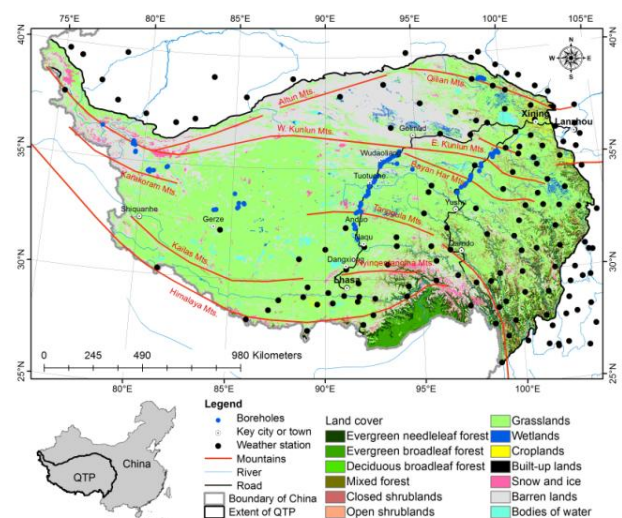 75°E 80°E 85°E 90°E 95°E 100°E 105°E
40°N 40°N
N
W E
S
Altun Mts.
Qilian Mts.
Xining
Lanzhou
W. Kunlun Mts.
Golmud
E. Kunlun Mts.
35°N 35°N
Wudaoliang
Bayan Har Mts.
Karakoram Mts.
Tuotuohe
Yushu
Shiquanhe
Gerze
Tanggula Mts.
Anduo
Naqu
Qamdo
30°N 30°N
Kailas Mts.
Dangxiong
Nyinqentanglha Mts.
Lhasa
Himalaya Mts.
0 245 490 980 Kilometers
25°N 25°N
80°E 85°E 90°E 95°E 100°E
Legend
Boreholes
Key city or town
Weather station
Mountains
River
Road
Boundary of China
Extent of QTP
Land cover
Evergreen needleleaf forest
Evergreen broadleaf forest
Deciduous broadleaf forest
Mixed forest
Closed shrublands
Open shrublands
Grasslands
Wetlands
Croplands
Built-up lands
Snow and ice
Barren lands
Bodies of water
QTP
China